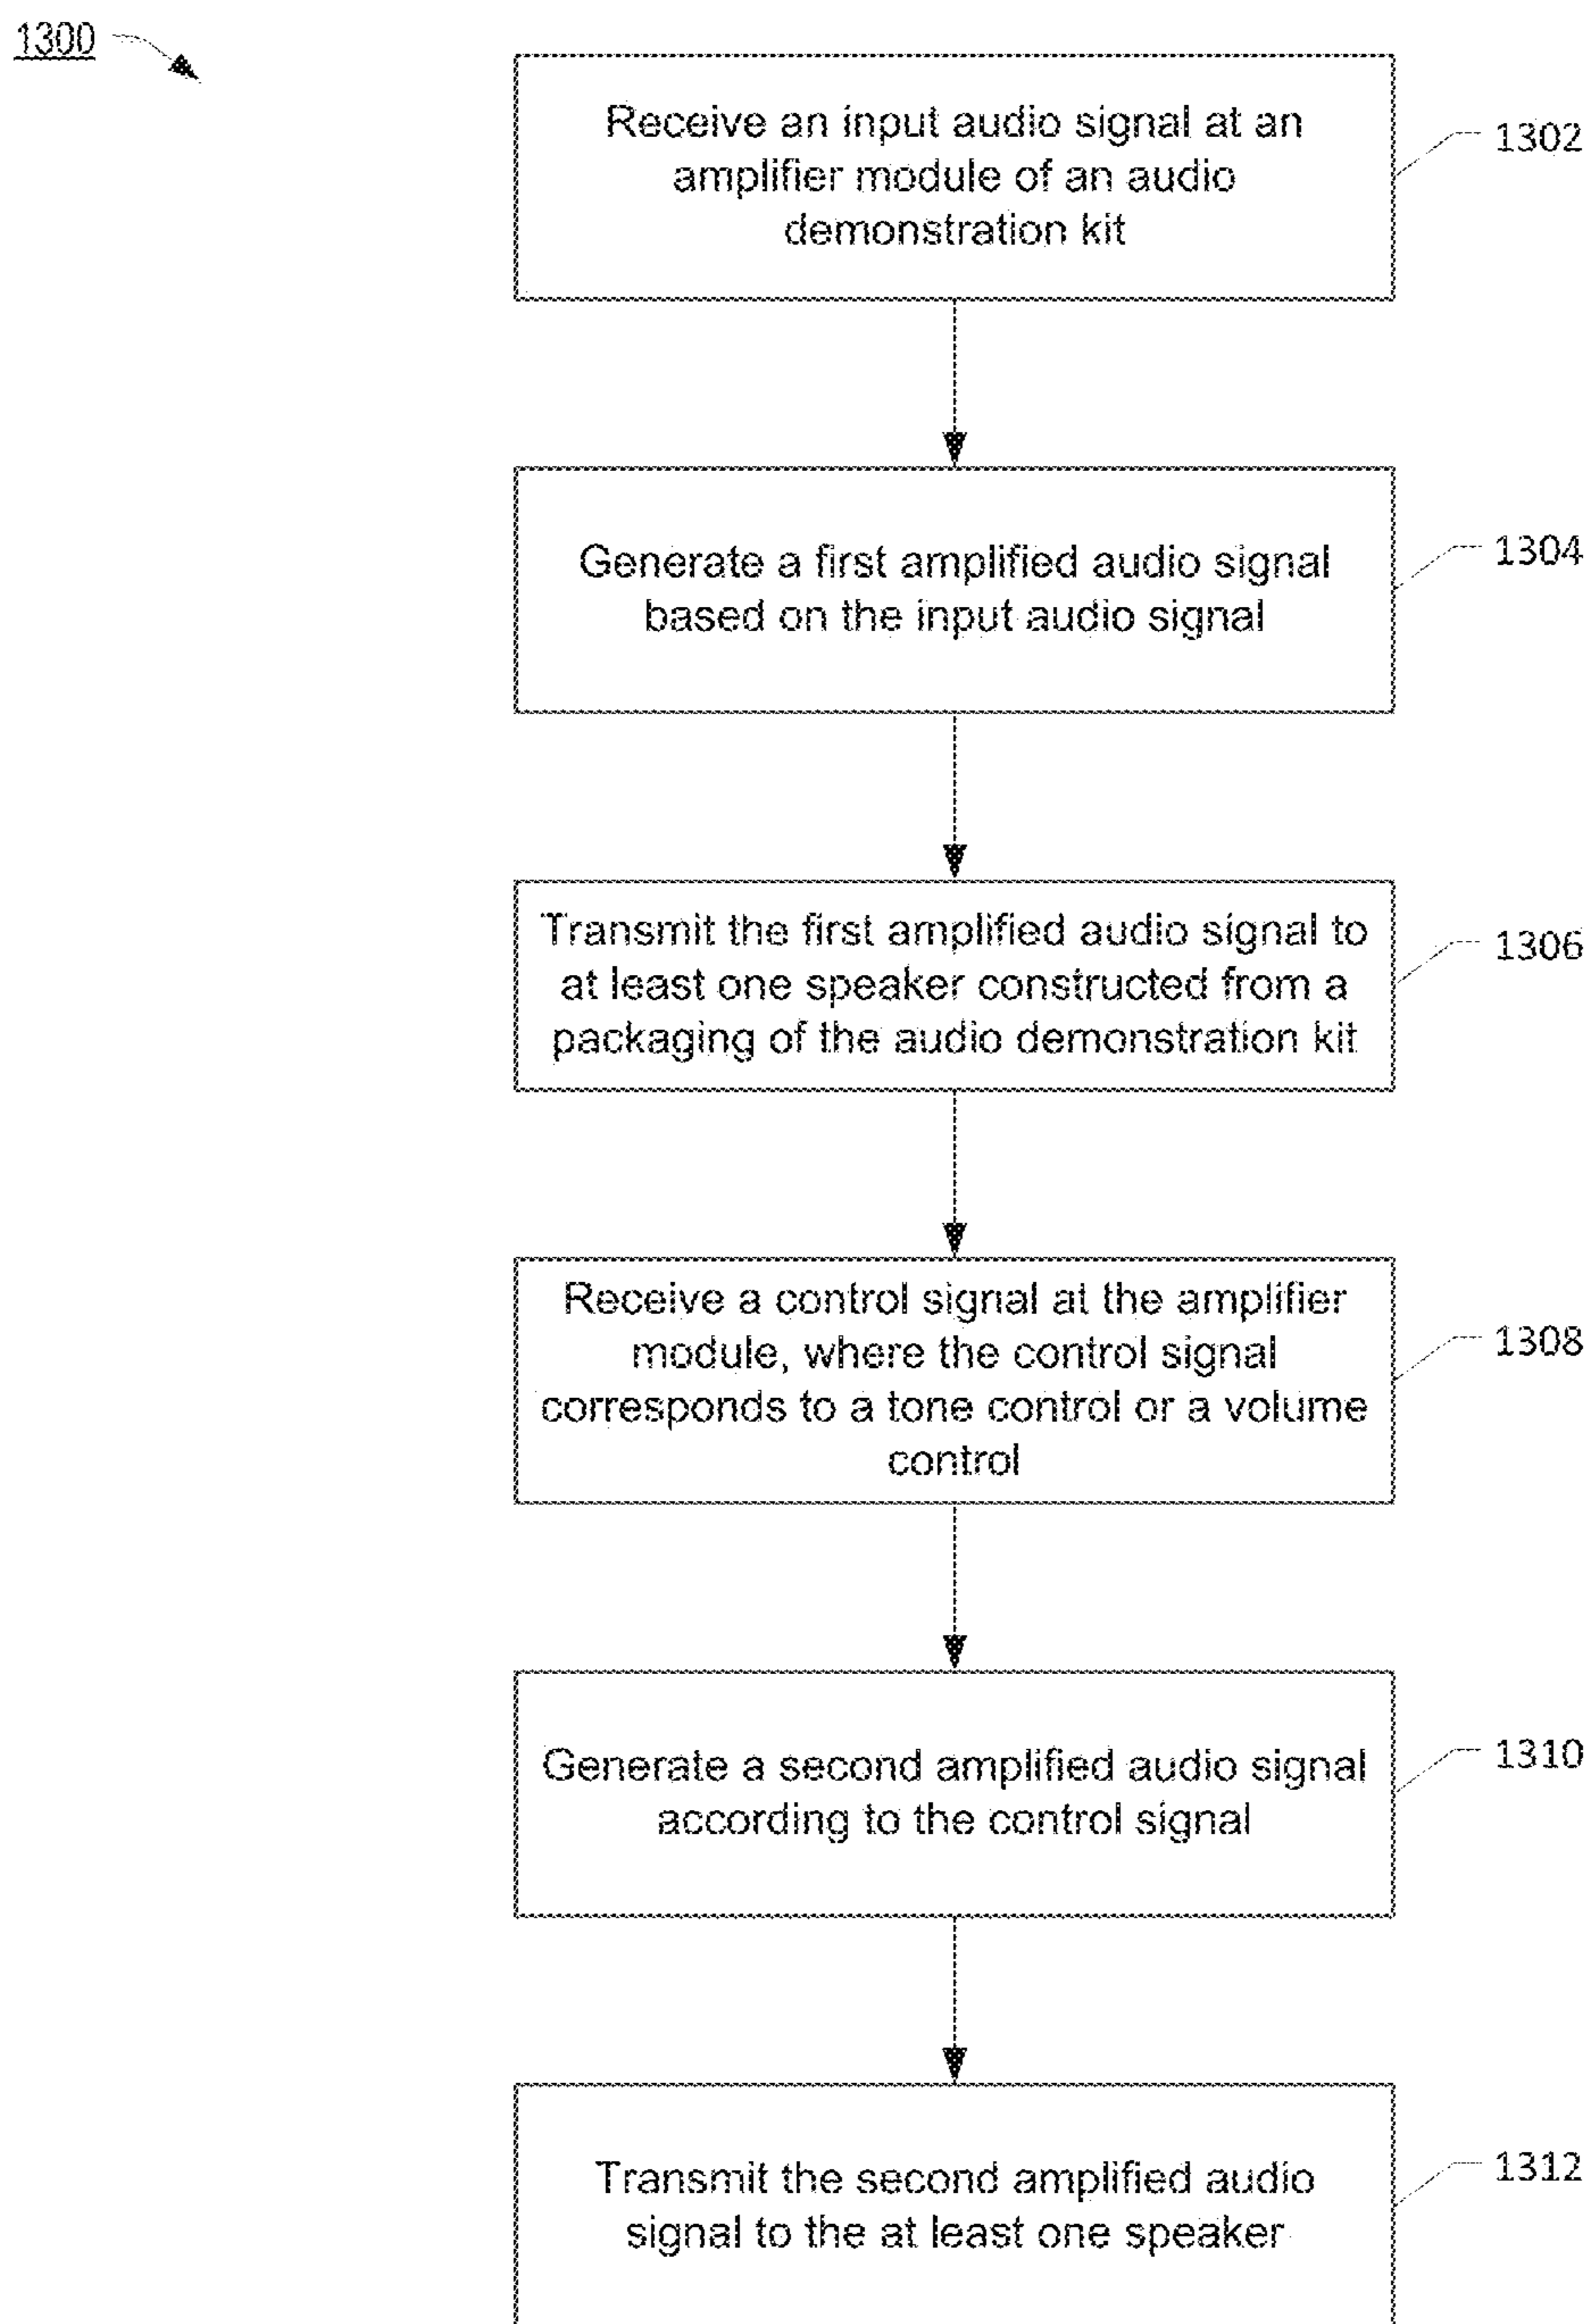 1300
Receive an input audio signal at an
amplifier module of an audio
demonstration kit
1302
Generate a first amplified audio signal
based on the input audio signal
1304
Transmit the first amplified audio signal to
at least one speaker constructed from a
packaging of the audio demonstration kit
1306
Receive a control signal at the amplifier
module, where the control signal
corresponds to a tone control or a volume
control
1308
Generate a second amplified audio signal
according to the control signal
1310
Transmit the second amplified audio
signal to the at least one speaker
1312